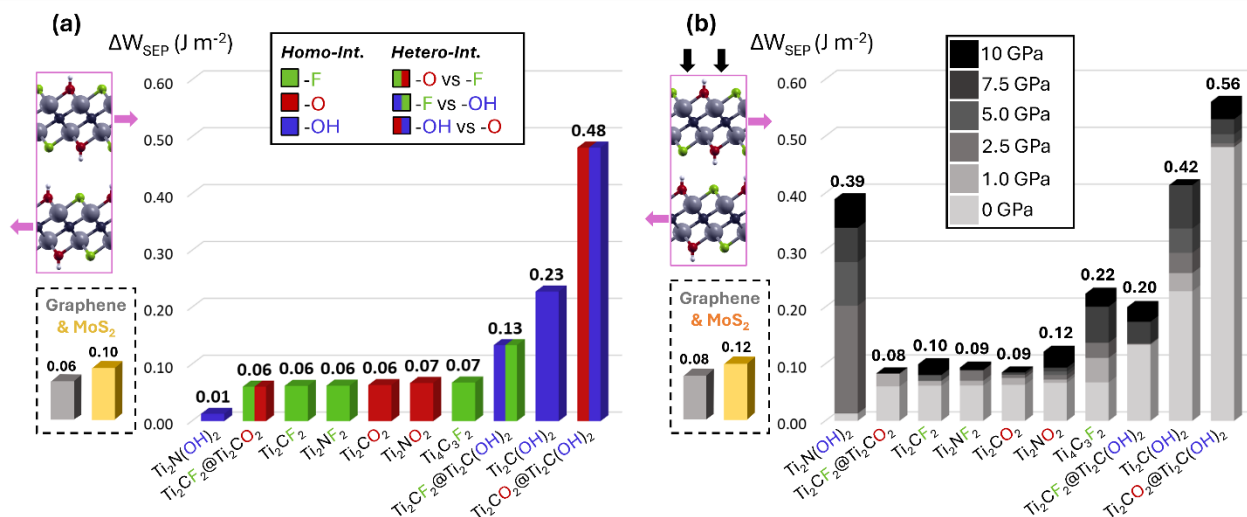 (a)
ΔW_SEP (J m⁻²)
Homo-Int. Hetero-Int.
-F -O vs -F
-O -F vs -OH
-OH -OH vs -O
0.60
0.50
0.40
0.30
0.20
0.10
0.00
Graphene
& MoS₂
0.06 0.10
0.01 0.06 0.06 0.06 0.06 0.07 0.07 0.13 0.23 0.48
Ti₂N(OH)₂
Ti₂CF₂@Ti₂CO₂
Ti₂CF₂
Ti₂NF₂
Ti₂CO₂
Ti₂NO₂
Ti₄C₃F₂
Ti₂CF₂@Ti₂C(OH)₂
Ti₂C(OH)₂
Ti₂CO₂@Ti₂C(OH)₂
(b)
ΔW_SEP (J m⁻²)
10 GPa
7.5 GPa
5.0 GPa
2.5 GPa
1.0 GPa
0 GPa
0.60
0.50
0.40
0.30
0.20
0.10
0.00
Graphene
& MoS₂
0.08 0.12
0.39 0.08 0.10 0.09 0.09 0.12 0.22 0.20 0.42 0.56
Ti₂N(OH)₂
Ti₂CF₂@Ti₂CO₂
Ti₂CF₂
Ti₂NF₂
Ti₂CO₂
Ti₂NO₂
Ti₄C₃F₂
Ti₂CF₂@Ti₂C(OH)₂
Ti₂C(OH)₂
Ti₂CO₂@Ti₂C(OH)₂